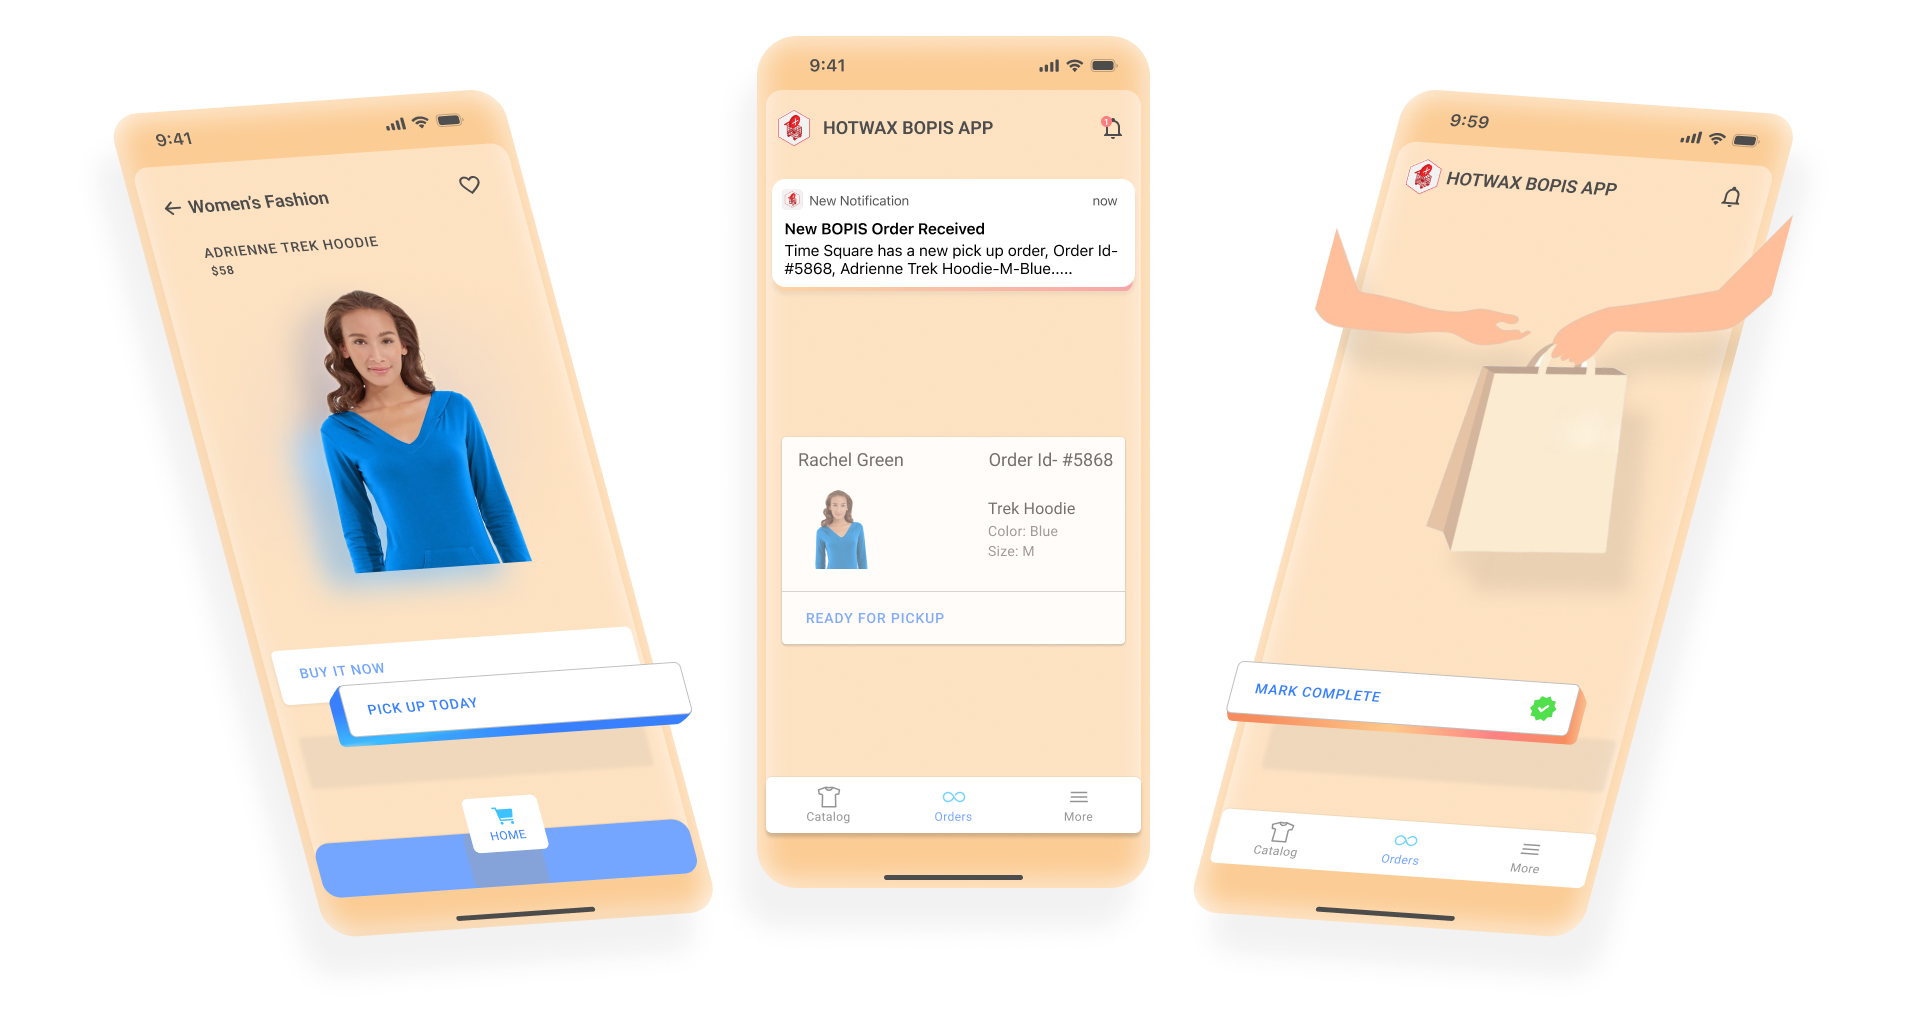 9:41
Women's Fashion
ADRIENNE TREK HOODIE
$58
BUY IT NOW
PICK UP TODAY
HOME
9:41
HOTWAX BOPIS APP
1
New Notification
now
New BOPIS Order Received
Time Square has a new pick up order, Order Id-
#5868, Adrienne Trek Hoodie-M-Blue.....
Rachel Green
Order Id- #5868
Trek Hoodie
Color: Blue
Size: M
READY FOR PICKUP
Catalog
Orders
More
9:59
HOTWAX BOPIS APP
MARK COMPLETE
Catalog
Orders
More